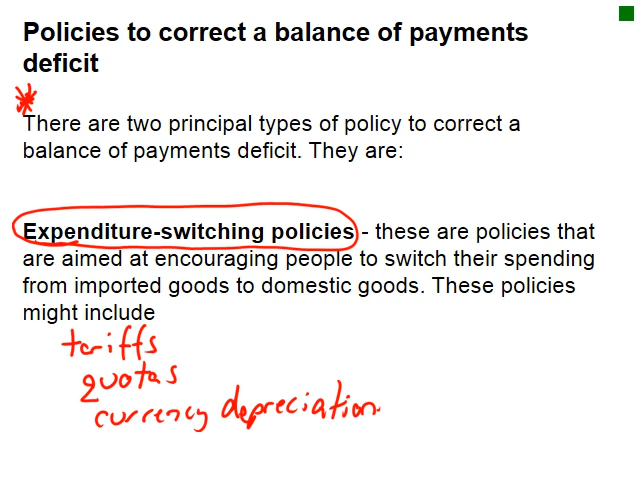 Policies to correct a balance of payments
deficit
There are two principal types of policy to correct a
balance of payments deficit. They are:
Expenditure-switching policies - these are policies that
are aimed at encouraging people to switch their spending
from imported goods to domestic goods. These policies
might include
tariffs
quotas
currency depreciation.